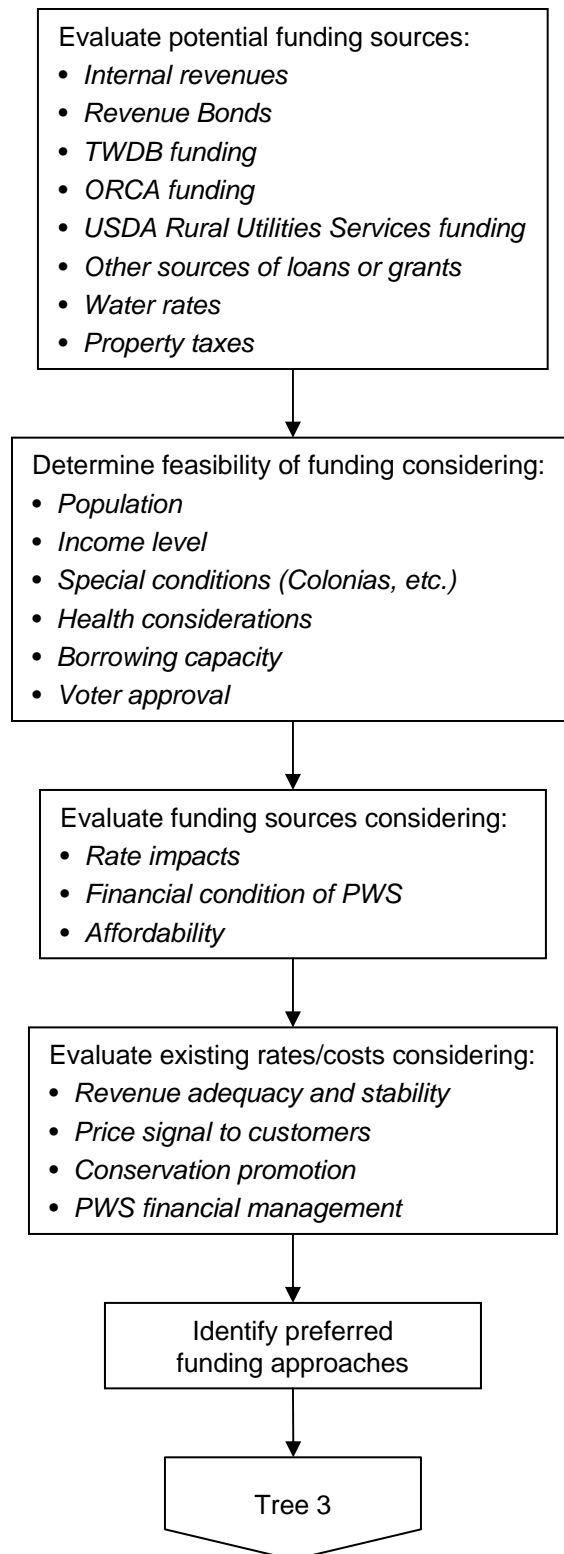 Evaluate potential funding sources:
• Internal revenues
• Revenue Bonds
• TWDB funding
• ORCA funding
• USDA Rural Utilities Services funding
• Other sources of loans or grants
• Water rates
• Property taxes
Determine feasibility of funding considering:
• Population
• Income level
• Special conditions (Colonias, etc.)
• Health considerations
• Borrowing capacity
• Voter approval
Evaluate funding sources considering:
• Rate impacts
• Financial condition of PWS
• Affordability
Evaluate existing rates/costs considering:
• Revenue adequacy and stability
• Price signal to customers
• Conservation promotion
• PWS financial management
Identify preferred
funding approaches
Tree 3